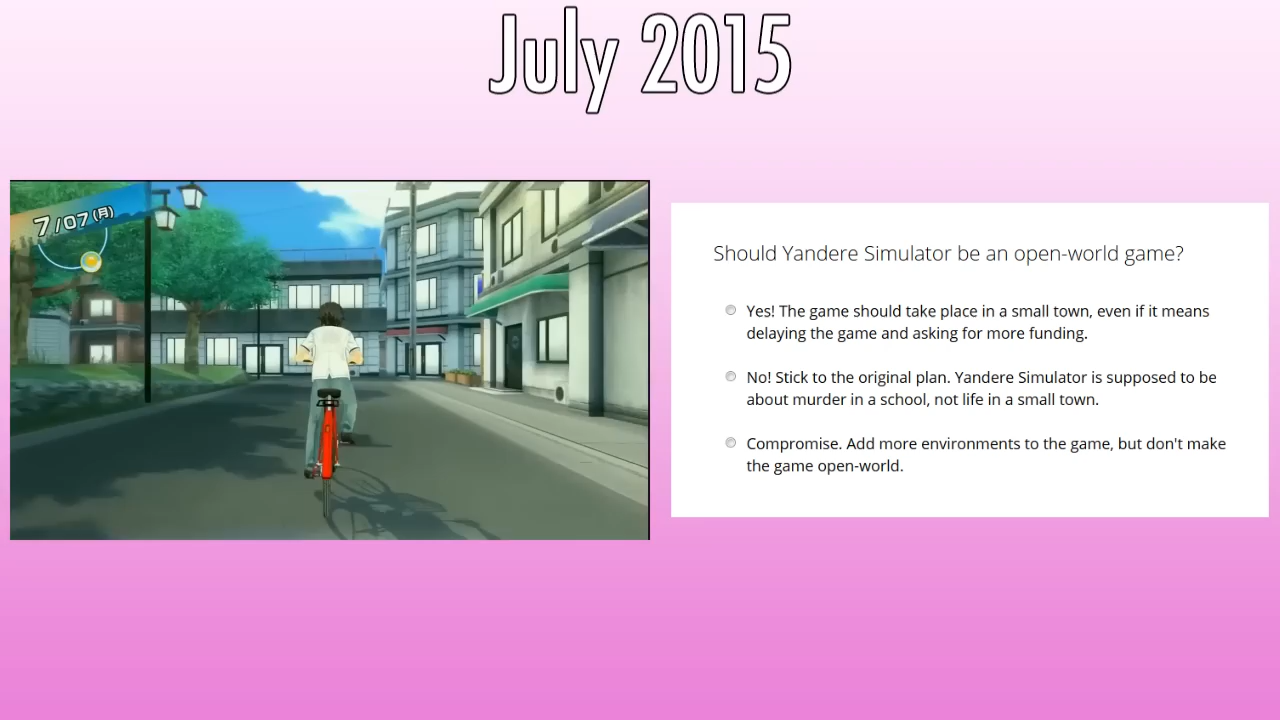 July 2015
7/07(月)
Should Yandere Simulator be an open-world game?
Yes! The game should take place in a small town, even if it means
delaying the game and asking for more funding.
No! Stick to the original plan. Yandere Simulator is supposed to be
about murder in a school, not life in a small town.
Compromise. Add more environments to the game, but don't make
the game open-world.